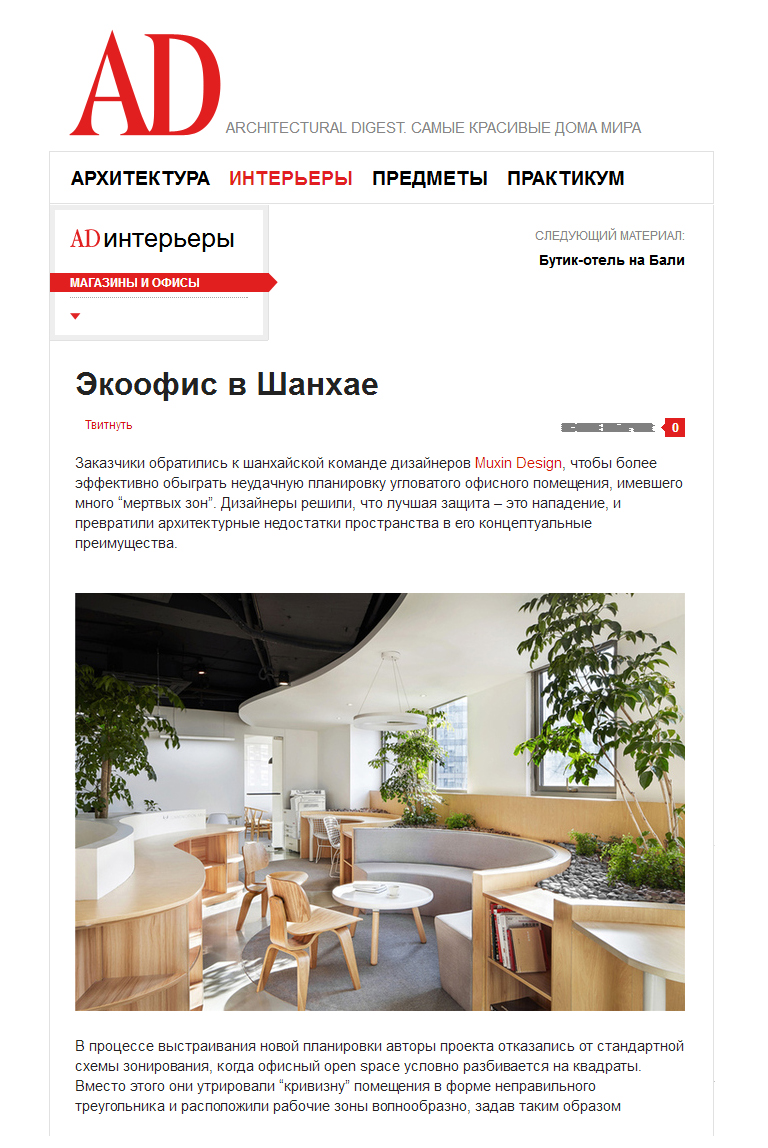 AD
ARCHITECTURAL DIGEST. САМЫЕ КРАСИВЫЕ ДОМА МИРА
АРХИТЕКТУРА ИНТЕРЬЕРЫ ПРЕДМЕТЫ ПРАКТИКУМ
AD интерьеры
МАГАЗИНЫ И ОФИСЫ
СЛЕДУЮЩИЙ МАТЕРИАЛ:
Бутик-отель на Бали
Экоофис в Шанхае
Твитнуть
0
Заказчики обратились к шанхайской команде дизайнеров Muxin Design, чтобы более
эффективно обыграть неудачную планировку угловатого офисного помещения, имевшего
много “мертвых зон”. Дизайнеры решили, что лучшая защита – это нападение, и
превратили архитектурные недостатки пространства в его концептуальные
преимущества.
В процессе выстраивания новой планировки авторы проекта отказались от стандартной
схемы зонирования, когда офисный open space условно разбивается на квадраты.
Вместо этого они утрировали “кривизну” помещения в форме неправильного
треугольника и расположили рабочие зоны волнообразно, задав таким образом